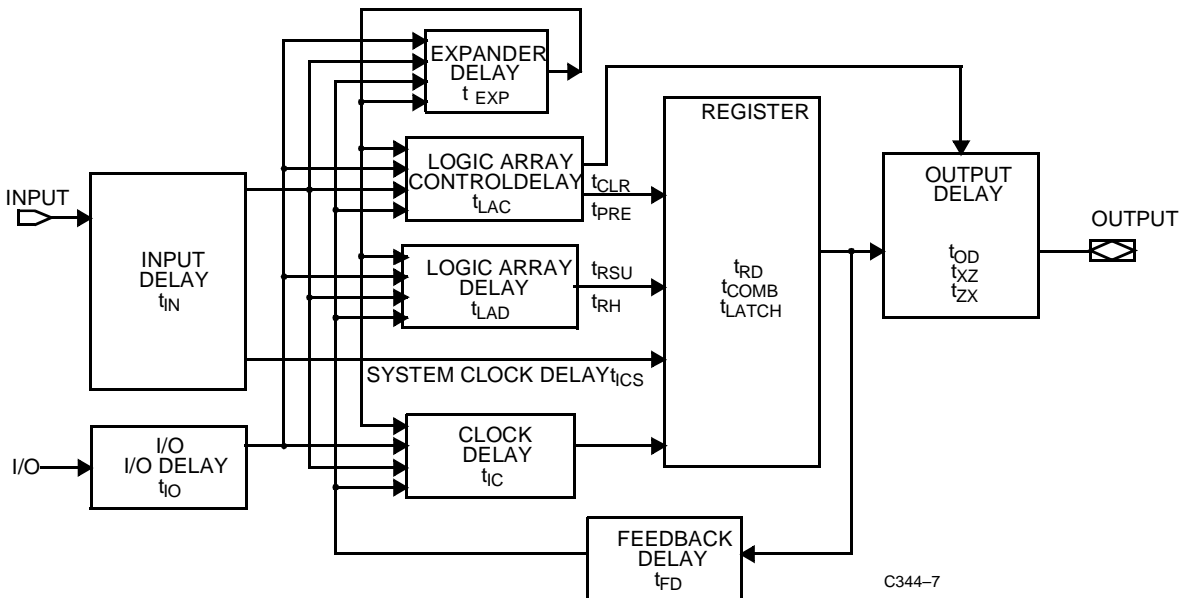 EXPANDER
DELAY
t EXP
REGISTER
LOGIC ARRAY
CONTROLDELAY
tLAC
tCLR
tPRE
OUTPUT
DELAY
tOD
tXZ
tZX
INPUT
OUTPUT
INPUT
DELAY
tIN
LOGIC ARRAY
DELAY
tLAD
tRSU
tRH
tRD
tCOMB
tLATCH
SYSTEM CLOCK DELAYtICS
I/O
I/O
I/O DELAY
tIO
CLOCK
DELAY
tIC
FEEDBACK
DELAY
tFD
C344–7